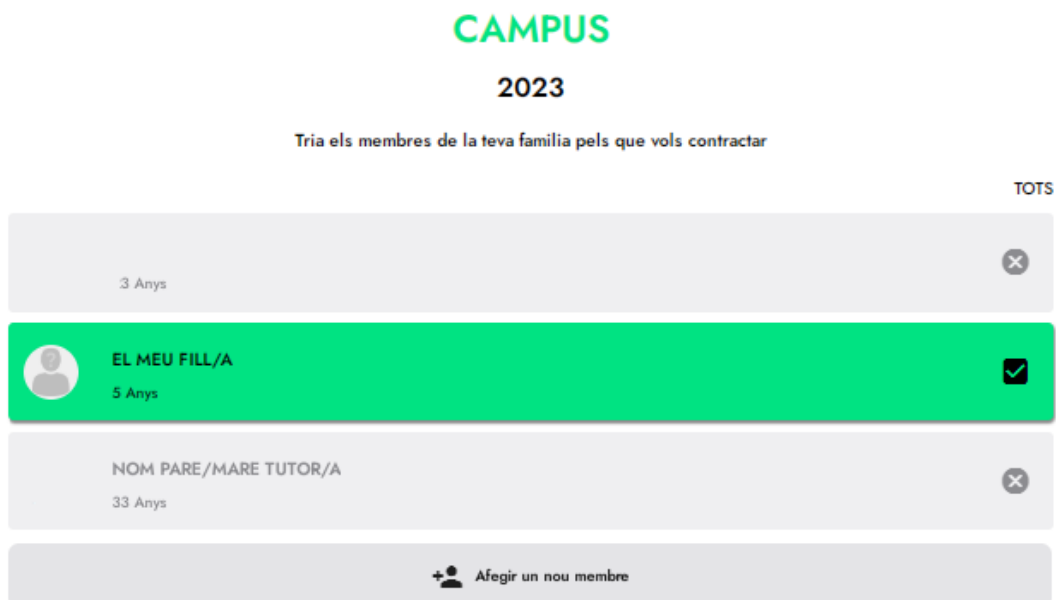 CAMPUS
2023
Tria els membres de la teva familia pels que vols contractar
TOTS
3 Anys
EL MEU FILL/A
5 Anys
NOM PARE/MARE TUTOR/A
33 Anys
Afegir un nou membre